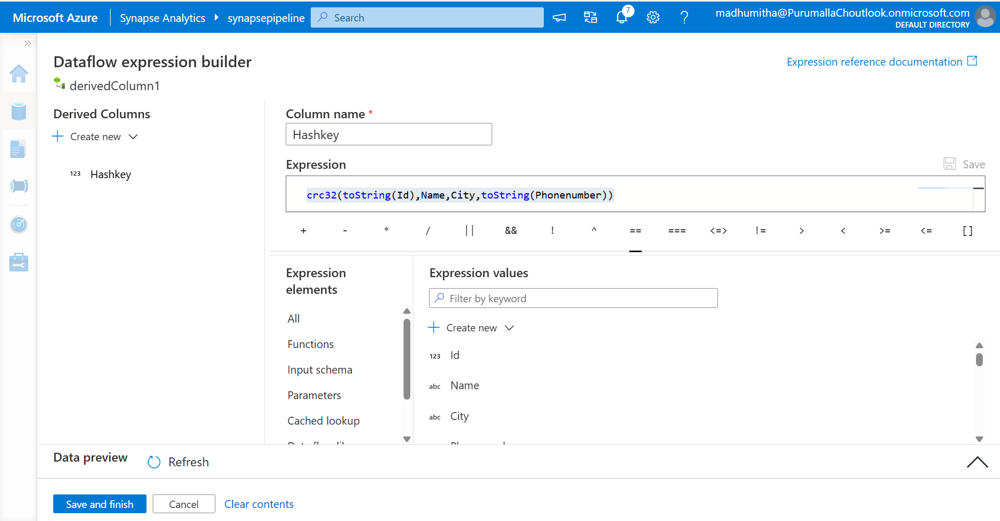 Microsoft Azure
Synapse Analytics
synapsepipeline
Search
7
madhumitha@PurumallaChoutlook.onmicrosoft.com
DEFAULT DIRECTORY
Dataflow expression builder
Expression reference documentation
derivedColumn1
Derived Columns
Create new
123 Hashkey
Column name *
Hashkey
Expression
Save
crc32(toString(Id),Name,City,toString(Phonenumber))
+ - * / || && ! ^ == === <=> != > < >= <= []
Expression elements
All
Functions
Input schema
Parameters
Cached lookup
Expression values
Filter by keyword
Create new
123 Id
abc Name
abc City
Data preview
Refresh
Save and finish
Cancel
Clear contents